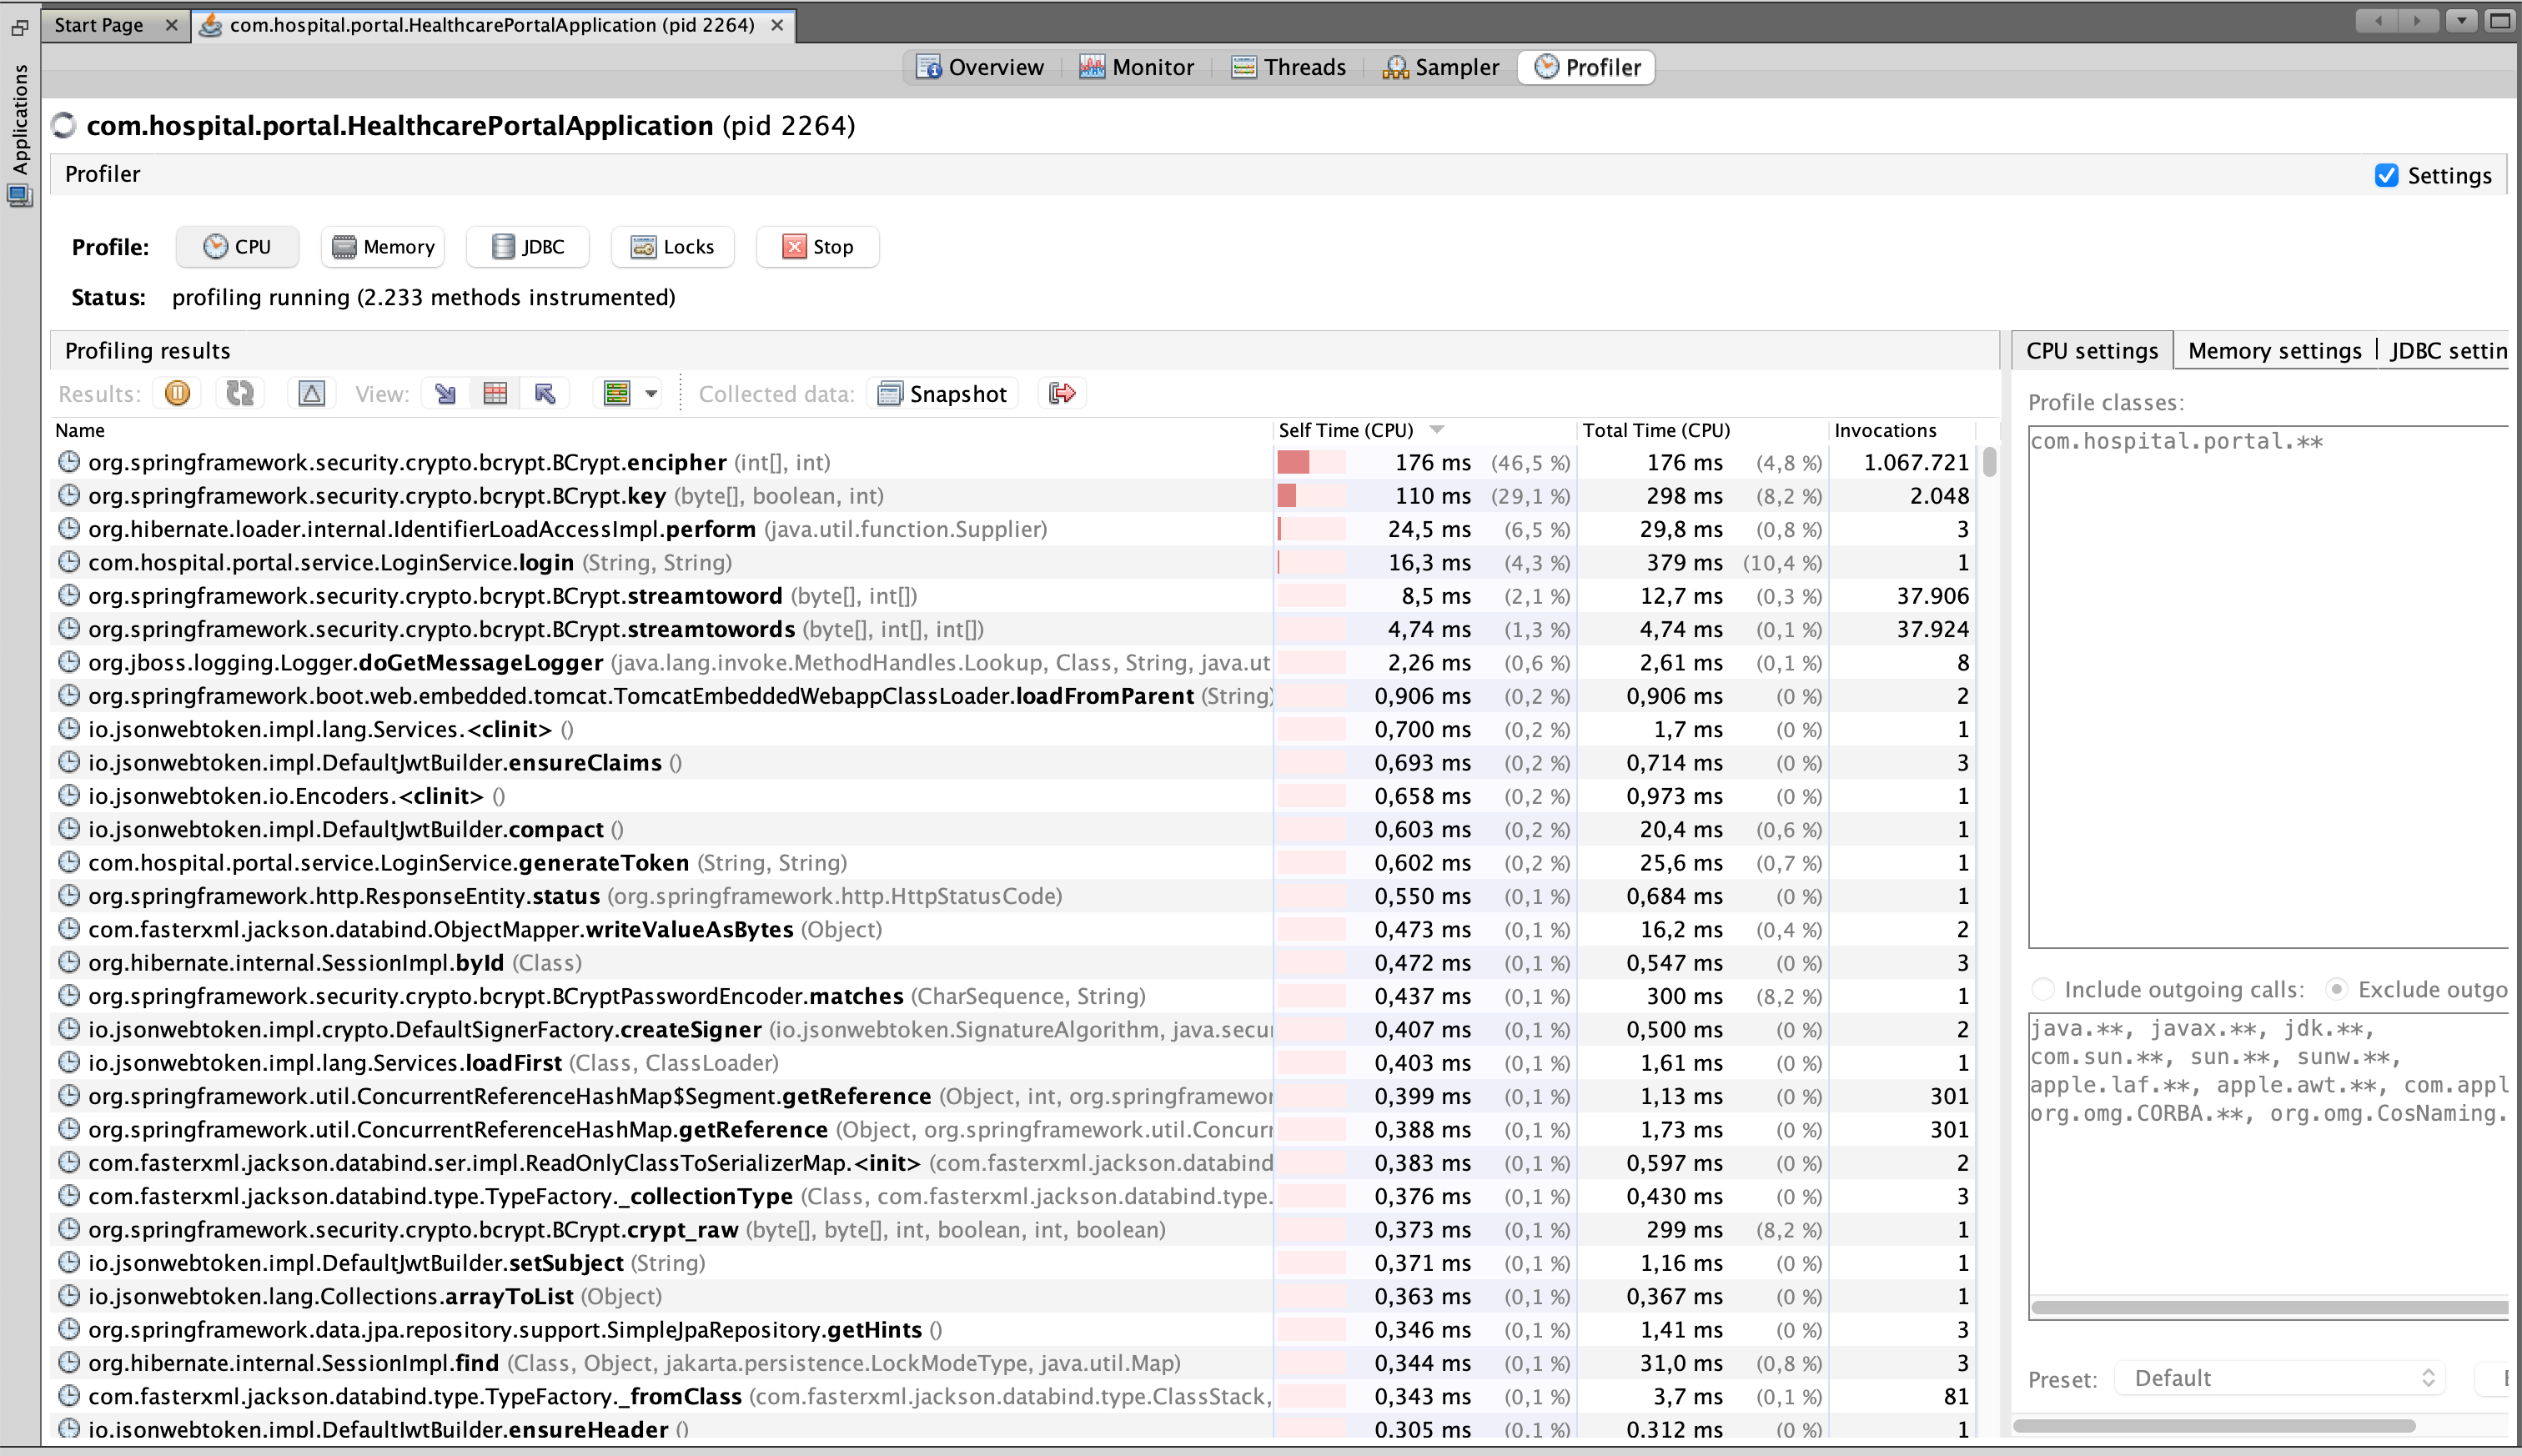 Start Page
com.hospital.portal.HealthcarePortalApplication (pid 2264)
Applications
Overview Monitor Threads Sampler Profiler
com.hospital.portal.HealthcarePortalApplication (pid 2264)
Profiler Settings
Profile: CPU Memory JDBC Locks Stop
Status: profiling running (2.233 methods instrumented)
Profiling results
Results: View: Collected data: Snapshot
Name Self Time (CPU) Total Time (CPU) Invocations
org.springframework.security.crypto.bcrypt.BCrypt.encipher (int[], int) 176 ms (46,5 %) 176 ms (4,8 %) 1.067.721
org.springframework.security.crypto.bcrypt.BCrypt.key (byte[], boolean, int) 110 ms (29,1 %) 298 ms (8,2 %) 2.048
org.hibernate.loader.internal.IdentifierLoadAccessImpl.perform (java.util.function.Supplier) 24,5 ms (6,5 %) 29,8 ms (0,8 %) 3
com.hospital.portal.service.LoginService.login (String, String) 16,3 ms (4,3 %) 379 ms (10,4 %) 1
org.springframework.security.crypto.bcrypt.BCrypt.streamtoword (byte[], int[]) 8,5 ms (2,1 %) 12,7 ms (0,3 %) 37.906
org.springframework.security.crypto.bcrypt.BCrypt.streamtowords (byte[], int[], int[]) 4,74 ms (1,3 %) 4,74 ms (0,1 %) 37.924
org.jboss.logging.Logger.doGetMessageLogger (java.lang.invoke.MethodHandles.Lookup, Class, String, java.ut 2,26 ms (0,6 %) 2,61 ms (0,1 %) 8
org.springframework.boot.web.embedded.tomcat.TomcatEmbeddedWebappClassLoader.loadFromParent (String) 0,906 ms (0,2 %) 0,906 ms (0 %) 2
io.jsonwebtoken.impl.lang.Services.<clinit> () 0,700 ms (0,2 %) 1,7 ms (0 %) 1
io.jsonwebtoken.impl.DefaultJwtBuilder.ensureClaims () 0,693 ms (0,2 %) 0,714 ms (0 %) 3
io.jsonwebtoken.io.Encoders.<clinit> () 0,658 ms (0,2 %) 0,973 ms (0 %) 1
io.jsonwebtoken.impl.DefaultJwtBuilder.compact () 0,603 ms (0,2 %) 20,4 ms (0,6 %) 1
com.hospital.portal.service.LoginService.generateToken (String, String) 0,602 ms (0,2 %) 25,6 ms (0,7 %) 1
org.springframework.http.ResponseEntity.status (org.springframework.http.HttpStatusCode) 0,550 ms (0,1 %) 0,684 ms (0 %) 1
com.fasterxml.jackson.databind.ObjectMapper.writeValueAsBytes (Object) 0,473 ms (0,1 %) 16,2 ms (0,4 %) 2
org.hibernate.internal.SessionImpl.byId (Class) 0,472 ms (0,1 %) 0,547 ms (0 %) 3
org.springframework.security.crypto.bcrypt.BCryptPasswordEncoder.matches (CharSequence, String) 0,437 ms (0,1 %) 300 ms (8,2 %) 1
io.jsonwebtoken.impl.crypto.DefaultSignerFactory.createSigner (io.jsonwebtoken.SignatureAlgorithm, java.secu 0,407 ms (0,1 %) 0,500 ms (0 %) 2
io.jsonwebtoken.impl.lang.Services.loadFirst (Class, ClassLoader) 0,403 ms (0,1 %) 1,61 ms (0 %) 1
org.springframework.util.ConcurrentReferenceHashMap$Segment.getReference (Object, int, org.springframewor 0,399 ms (0,1 %) 1,13 ms (0 %) 301
org.springframework.util.ConcurrentReferenceHashMap.getReference (Object, org.springframework.util.Concurr 0,388 ms (0,1 %) 1,73 ms (0 %) 301
com.fasterxml.jackson.databind.ser.impl.ReadOnlyClassToSerializerMap.<init> (com.fasterxml.jackson.databind 0,383 ms (0,1 %) 0,597 ms (0 %) 2
com.fasterxml.jackson.databind.type.TypeFactory._collectionType (Class, com.fasterxml.jackson.databind.type. 0,376 ms (0,1 %) 0,430 ms (0 %) 3
org.springframework.security.crypto.bcrypt.BCrypt.crypt_raw (byte[], byte[], int, boolean, int, boolean) 0,373 ms (0,1 %) 299 ms (8,2 %) 1
io.jsonwebtoken.impl.DefaultJwtBuilder.setSubject (String) 0,371 ms (0,1 %) 1,16 ms (0 %) 1
io.jsonwebtoken.lang.Collections.arrayToList (Object) 0,363 ms (0,1 %) 0,367 ms (0 %) 1
org.springframework.data.jpa.repository.support.SimpleJpaRepository.getHints () 0,346 ms (0,1 %) 1,41 ms (0 %) 3
org.hibernate.internal.SessionImpl.find (Class, Object, jakarta.persistence.LockModeType, java.util.Map) 0,344 ms (0,1 %) 31,0 ms (0,8 %) 3
com.fasterxml.jackson.databind.type.TypeFactory._fromClass (com.fasterxml.jackson.databind.type.ClassStack, 0,343 ms (0,1 %) 3,7 ms (0,1 %) 81
io.jsonwebtoken.impl.DefaultJwtBuilder.ensureHeader () 0.305 ms (0.1 %) 0.312 ms (0 %) 1
CPU settings Memory settings JDBC settin
Profile classes:
com.hospital.portal.**
Include outgoing calls: Exclude outgo
java.**, javax.**, jdk.**,
com.sun.**, sun.**, sunw.**,
apple.laf.**, apple.awt.**, com.appl
org.omg.CORBA.**, org.omg.CosNaming.
Preset: Default